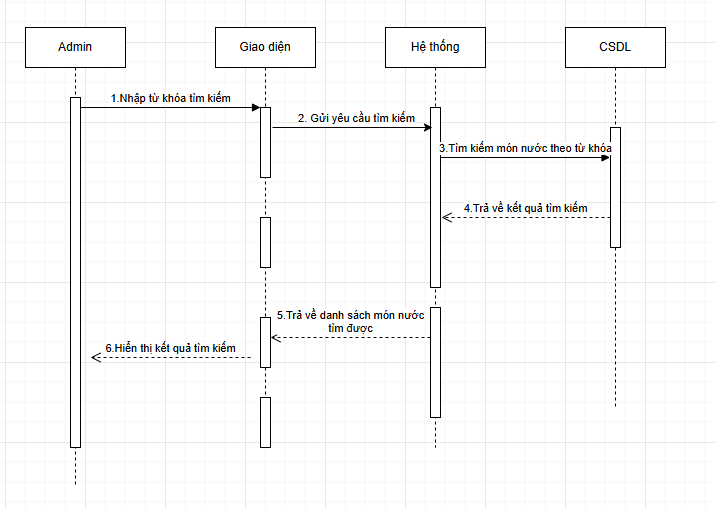 Admin
Giao diện
Hệ thống
CSDL
1.Nhập từ khóa tìm kiếm
2. Gửi yêu cầu tìm kiếm
3.Tìm kiếm món nước theo từ khóa
4.Trả về kết quả tìm kiếm
5.Trả về danh sách món nước
tìm được
6.Hiển thị kết quả tìm kiếm